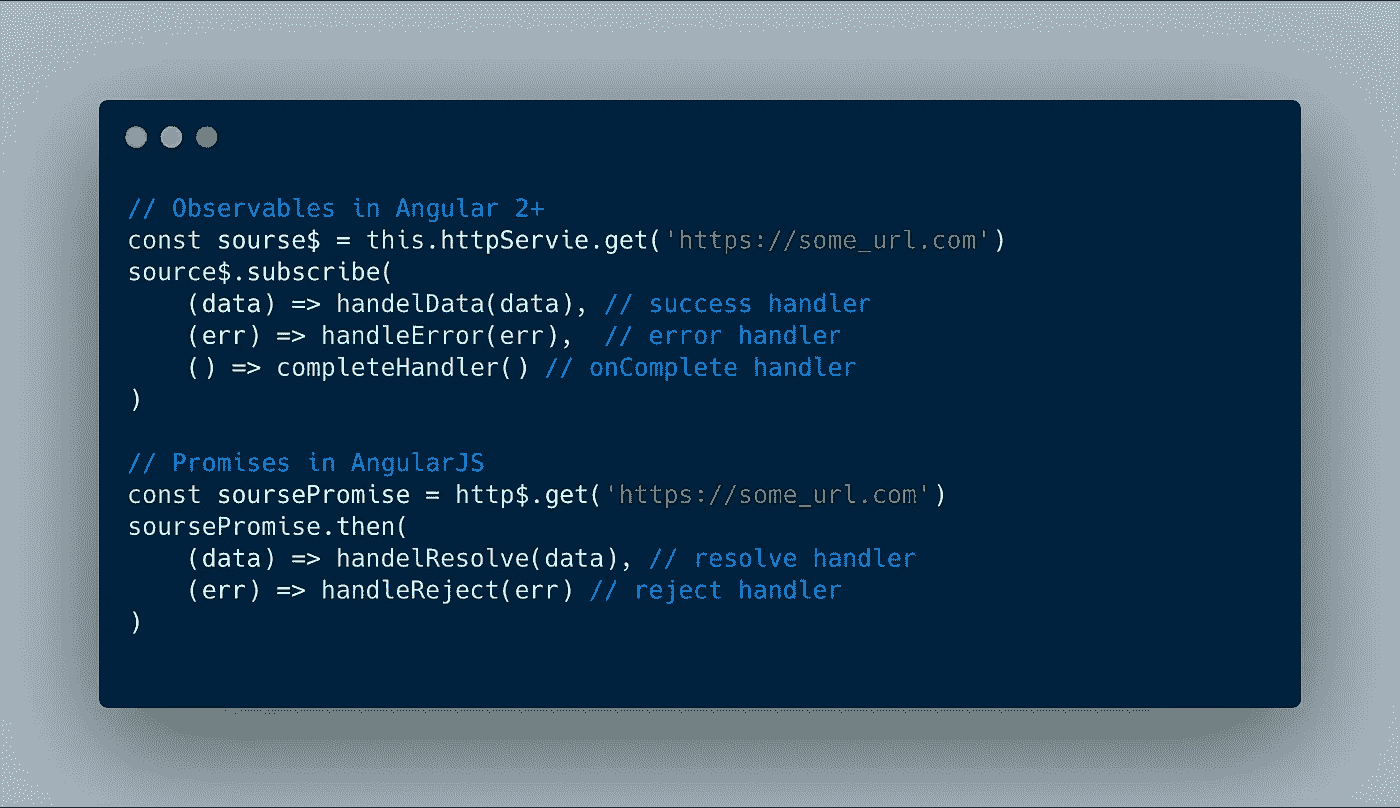 // Observables in Angular 2+
const sourse$ = this.httpServie.get('https://some_url.com')
source$.subscribe(
    (data) => handelData(data), // success handler
    (err) => handleError(err),  // error handler
    () => completeHandler() // onComplete handler
)
// Promises in AngularJS
const soursePromise = http$.get('https://some_url.com')
soursePromise.then(
    (data) => handelResolve(data), // resolve handler
    (err) => handleReject(err) // reject handler
)